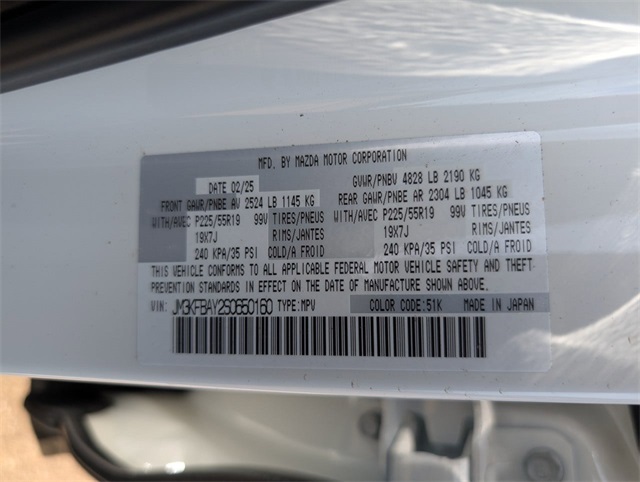 MFD. BY MAZDA MOTOR CORPORATION
DATE 02/25 GVWR/PNBV 4828 LB 2190 KG
FRONT GAWR/PNBE AV 2524 LB 1145 KG REAR GAWR/PNBE AR 2304 LB 1045 KG
WITH/AVEC P225/55R19 99V TIRES/PNEUS WITH/AVEC P225/55R19 99V TIRES/PNEUS
19X7J RIMS/JANTES 19X7J RIMS/JANTES
240 KPA/35 PSI COLD/A FROID 240 KPA/35 PSI COLD/A FROID
THIS VEHICLE CONFORMS TO ALL APPLICABLE FEDERAL MOTOR VEHICLE SAFETY AND THEFT
PREVENTION STANDARDS IN EFFECT ON THE DATE OF MANUFACTURE SHOWN ABOVE.
VIN: JM3KFBAY2S0650160 TYPE:MPV COLOR CODE:51K MADE IN JAPAN